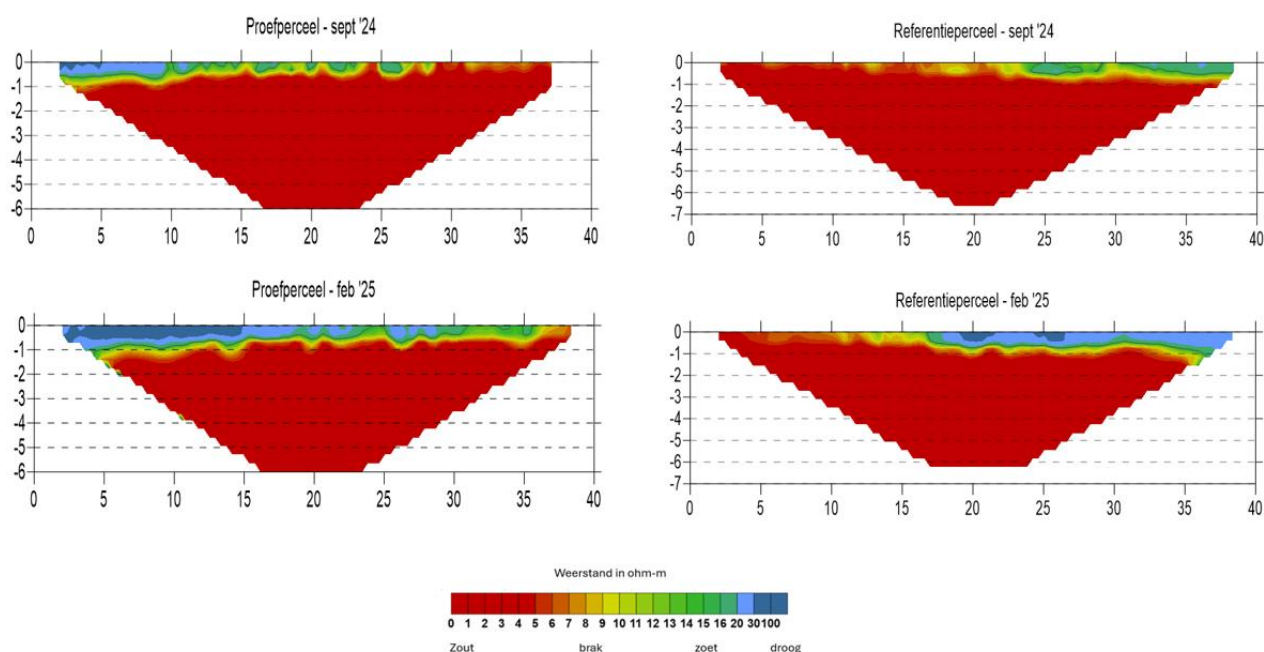 Proefperceel - sept '24
0
-1
-2
-3
-4
-5
-6
0 5 10 15 20 25 30 35 40
Referentieperceel - sept '24
0
-1
-2
-3
-4
-5
-6
-7
0 5 10 15 20 25 30 35 40
Proefperceel - feb '25
0
-1
-2
-3
-4
-5
-6
0 5 10 15 20 25 30 35 40
Referentieperceel - feb '25
0
-1
-2
-3
-4
-5
-6
-7
0 5 10 15 20 25 30 35 40
Weerstand in ohm-m
0 1 2 3 4 5 6 7 8 9 10 11 12 13 14 15 16 20 30 100
Zout brak zoet droog